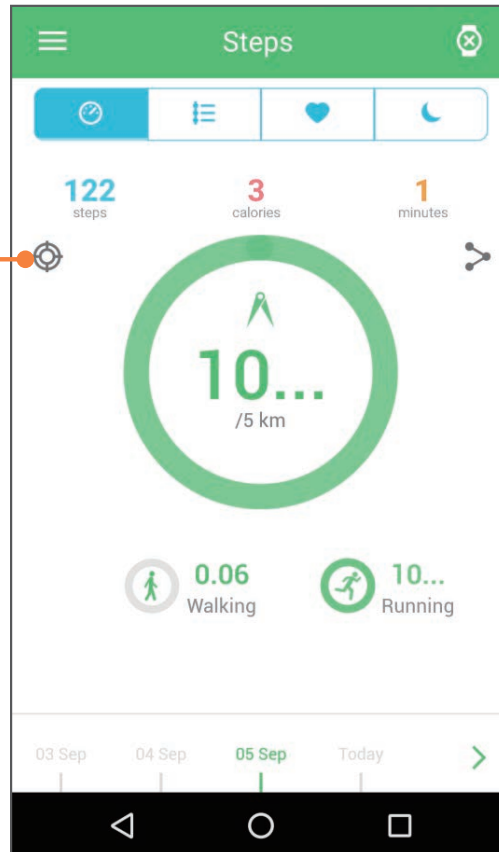 Steps
122 3 1
steps calories minutes
10...
/5 km
0.06 10...
Walking Running
03 Sep 04 Sep 05 Sep Today